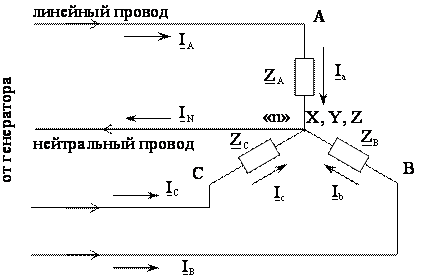 линейный провод
A
I_A
Z_A
I_a
от генератора
I_N
«n»
X, Y, Z
нейтральный провод
Z_C
Z_B
C
B
I_C
I_c
I_b
I_B